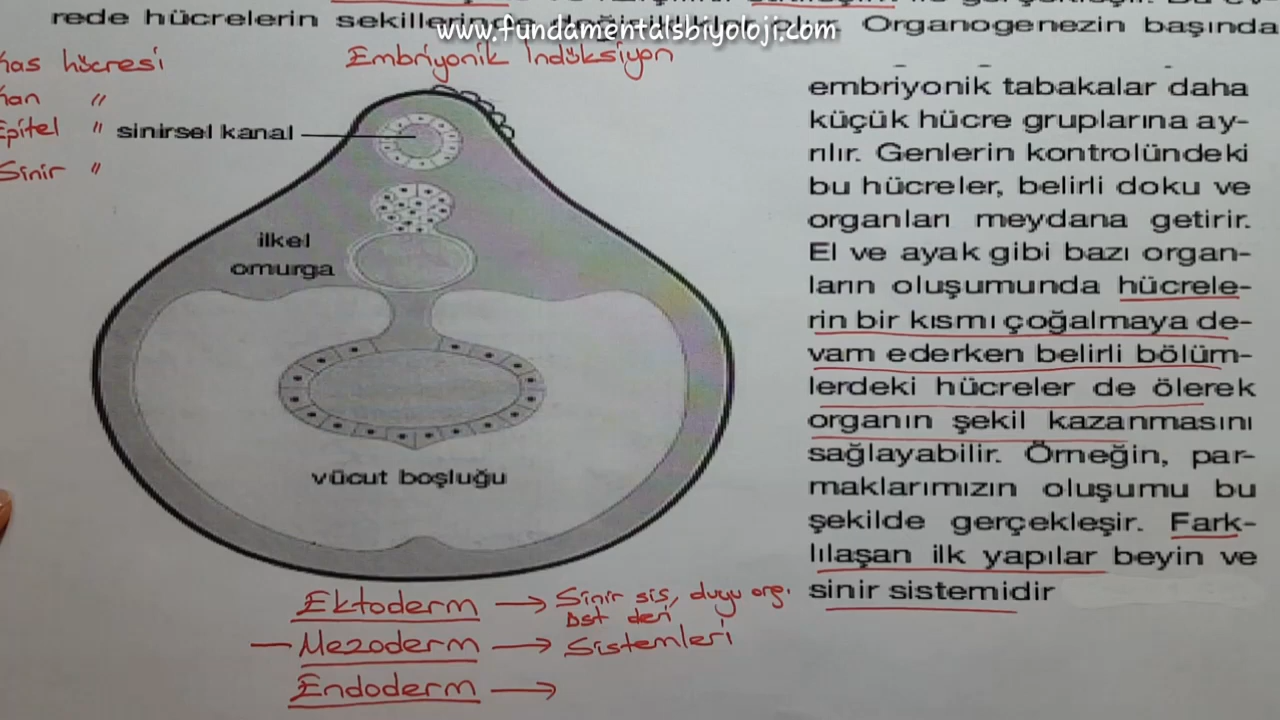 rede hücrelerin
Organogenezin başında
www.fundamentalsbiyoloji.com
Kas hücresi
Kan "
Epitel "
Sinir "
Embriyonik İndüksiyon
sinirsel kanal
ilkel
omurga
vücut boşluğu
embriyonik tabakalar daha
küçük hücre gruplarına ay-
rılır. Genlerin kontrolündeki
bu hücreler, belirli doku ve
organları meydana getirir.
El ve ayak gibi bazı organ-
ların oluşumunda hücrele-
rin bir kısmı çoğalmaya de-
vam ederken belirli bölüm-
lerdeki hücreler de ölerek
organın şekil kazanmasını
sağlayabilir. Örneğin, par-
maklarımızın oluşumu bu
şekilde gerçekleşir. Fark-
lılaşan ilk yapılar beyin ve
sinir sistemidir
Ektoderm → Sinir sis, duyu org.
Üst deri
— Mezoderm → Sistemleri
Endoderm →